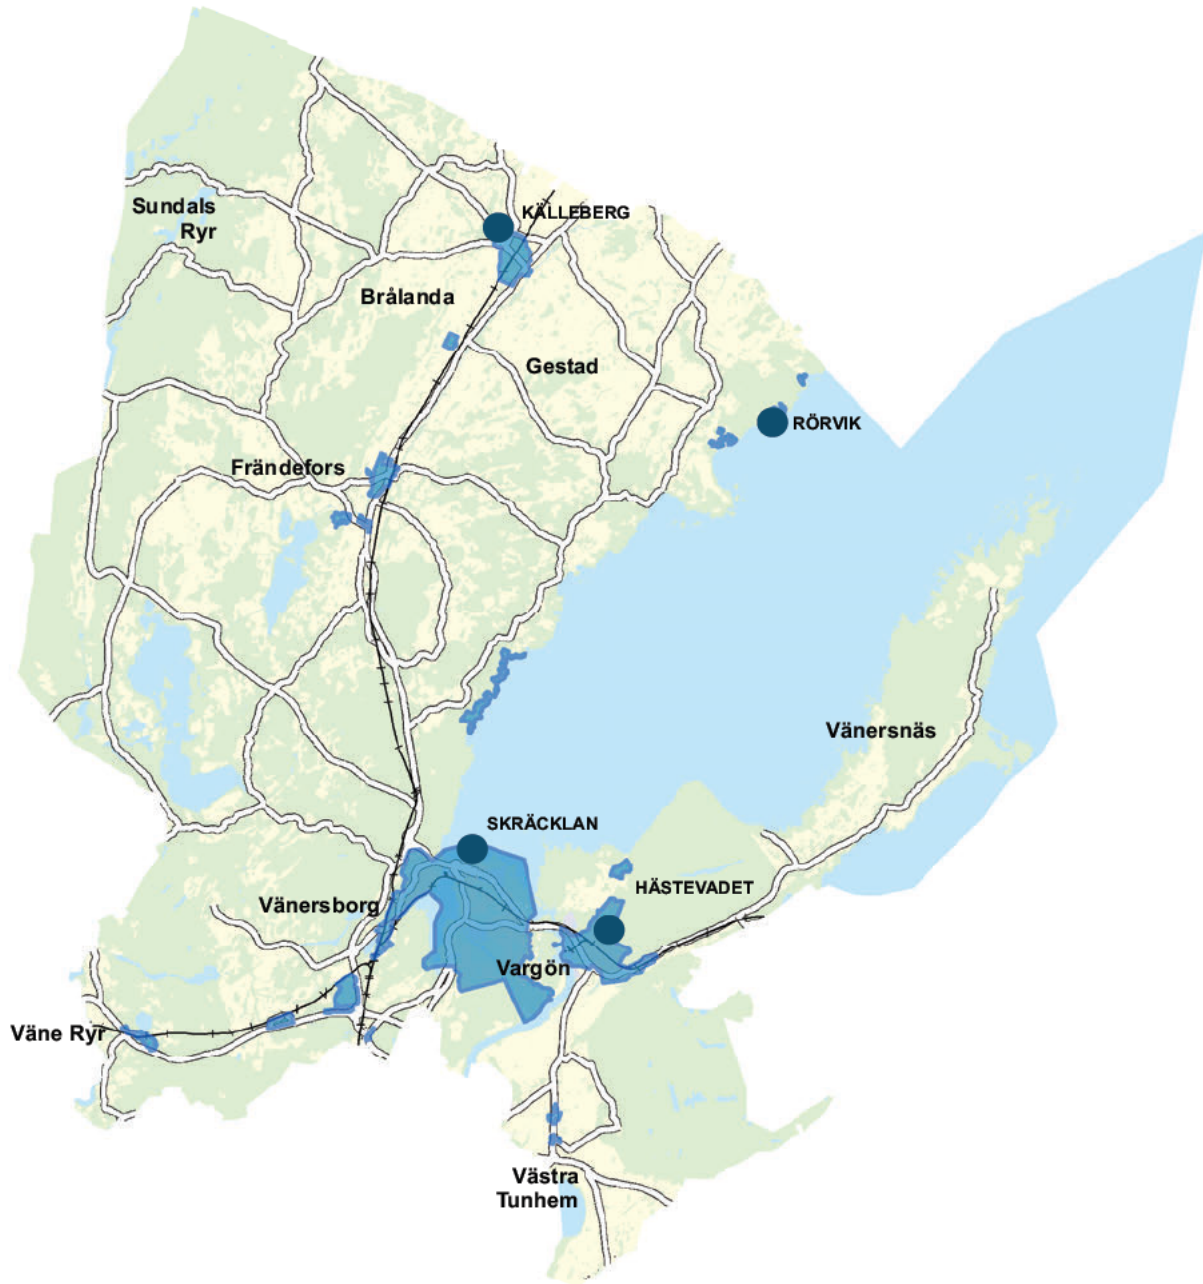 Sundals
Ryr
KÄLLEBERG
Brålanda
Gestad
RÖRVIK
Frändefors
Vänersnäs
SKRÄCKLAN
HÄSTEVADET
Vänersborg
Vargön
Väne Ryr
Västra
Tunhem